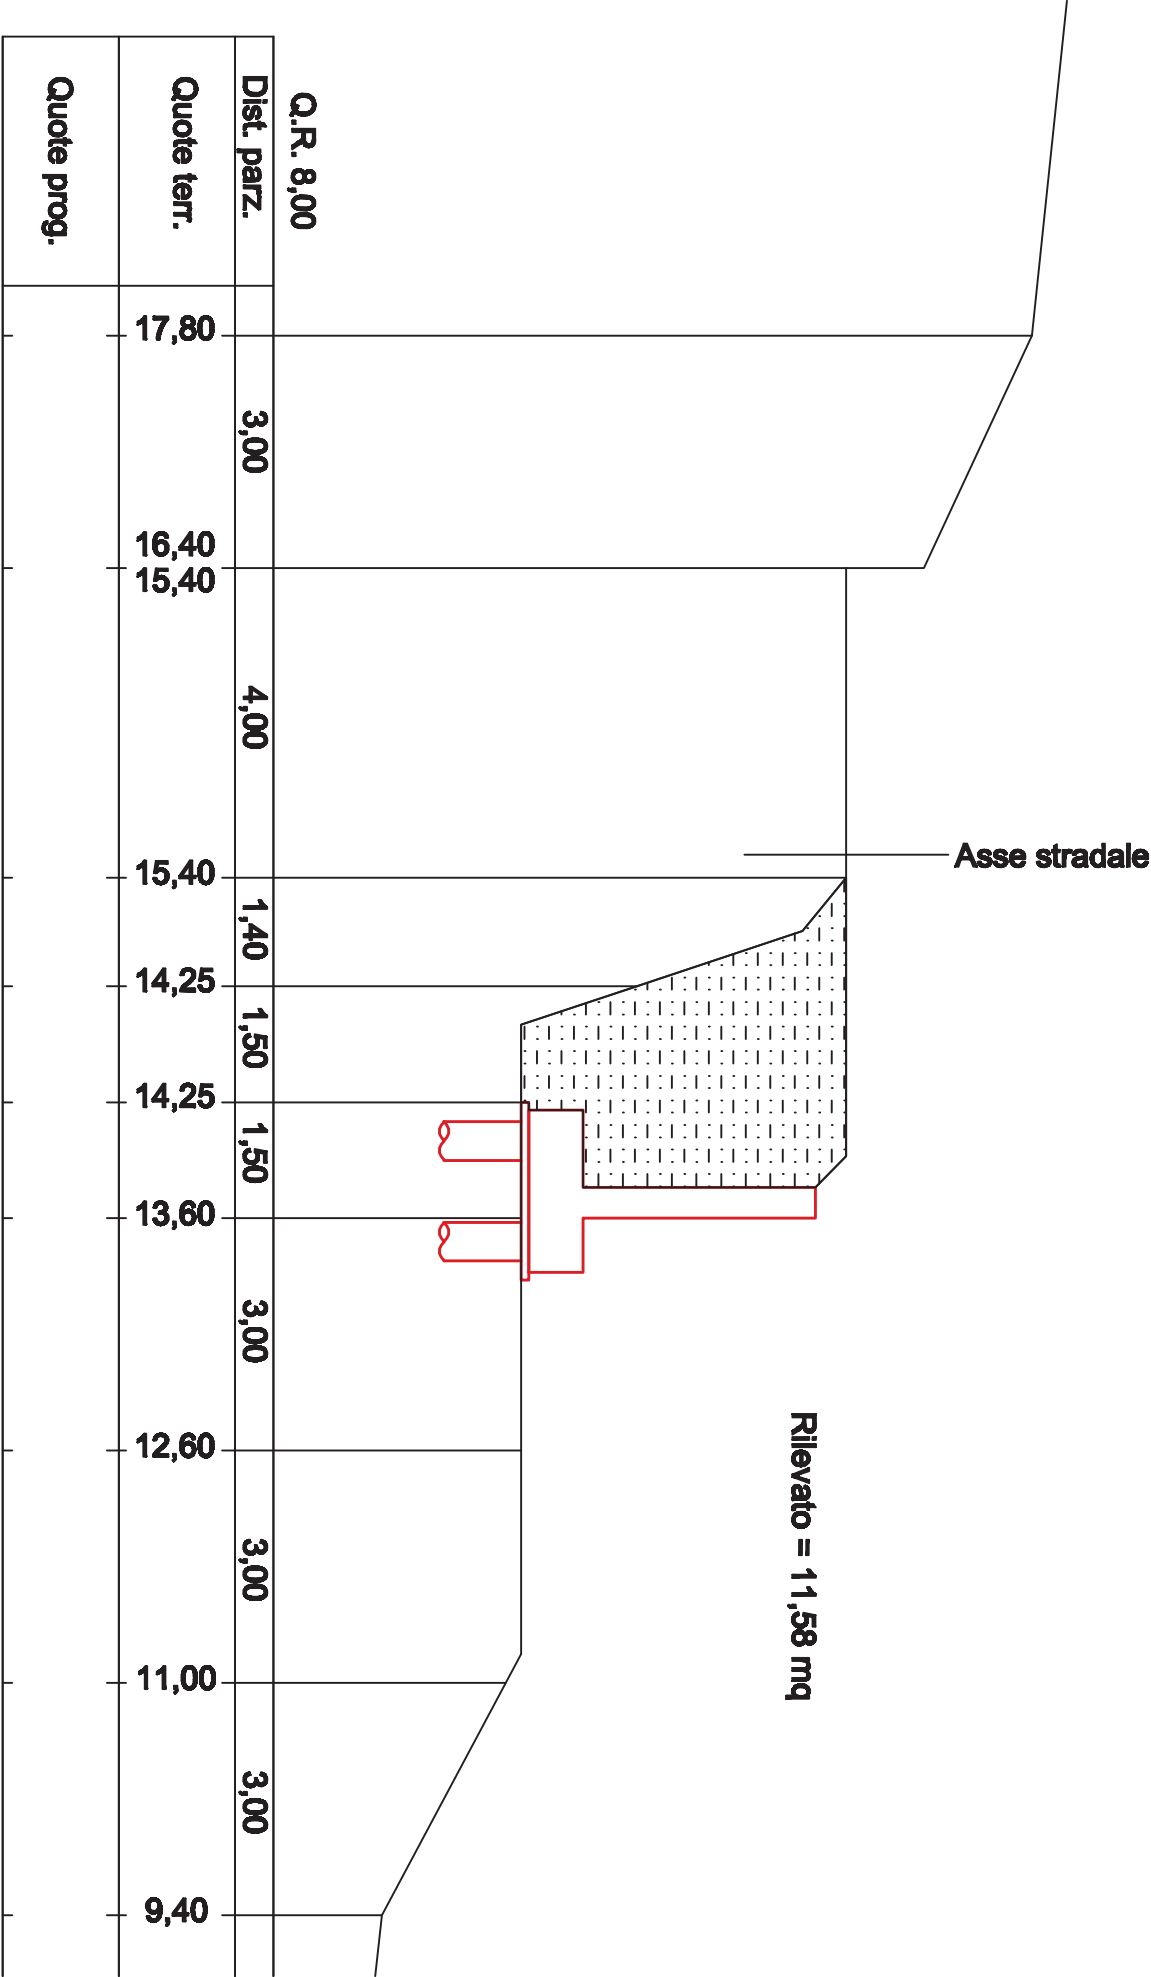 Asse stradale
Rilevato = 11,58 mq
Q.R. 8,00
Dist. parz. 3,00 4,00 1,40 1,50 1,50 3,00 3,00 3,00
Quote terr. 17,80 16,40 15,40 15,40 14,25 14,25 13,60 12,60 11,00 9,40
Quote prog.